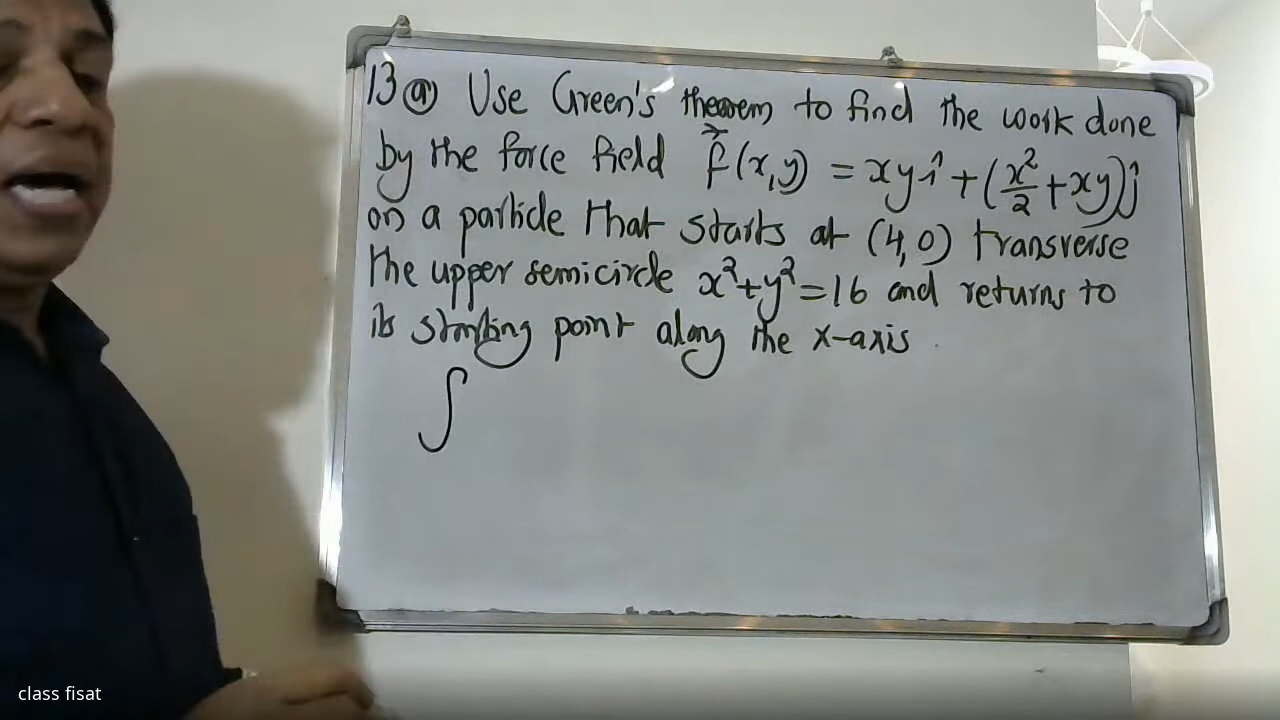 13 (a) Use Green's theorem to find the work done
by the force field f(x,y) = xy î + (x²/2 + xy) ĵ
on a particle that starts at (4,0) transverse
the upper semicircle x²+y²=16 and returns to
its starting point along the x-axis.
∫
class fisat